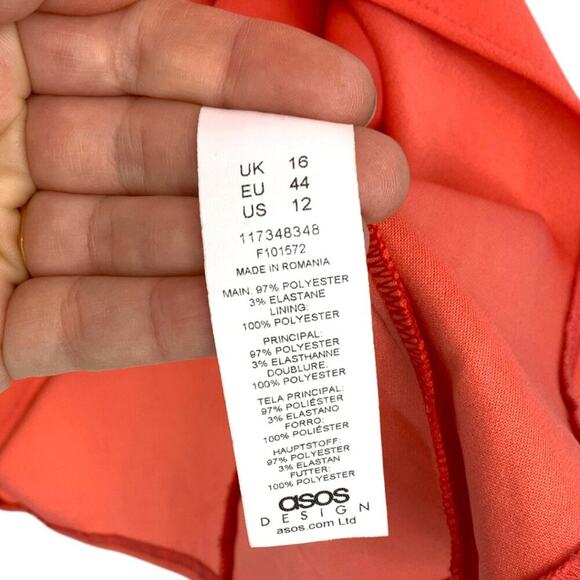 UK 16
EU 44
US 12
117348348
F101572
MADE IN ROMANIA
MAIN: 97% POLYESTER
3% ELASTANE
LINING:
100% POLYESTER
PRINCIPAL:
97% POLYESTER
3% ELASTHANNE
DOUBLURE:
100% POLYESTER
TELA PRINCIPAL:
97% POLIÉSTER
3% ELASTANO
FORRO:
100% POLIÉSTER
HAUPTSTOFF:
97% POLYESTER
3% ELASTAN
FUTTER:
100% POLYESTER
asos
DESIGN
asos.com Ltd